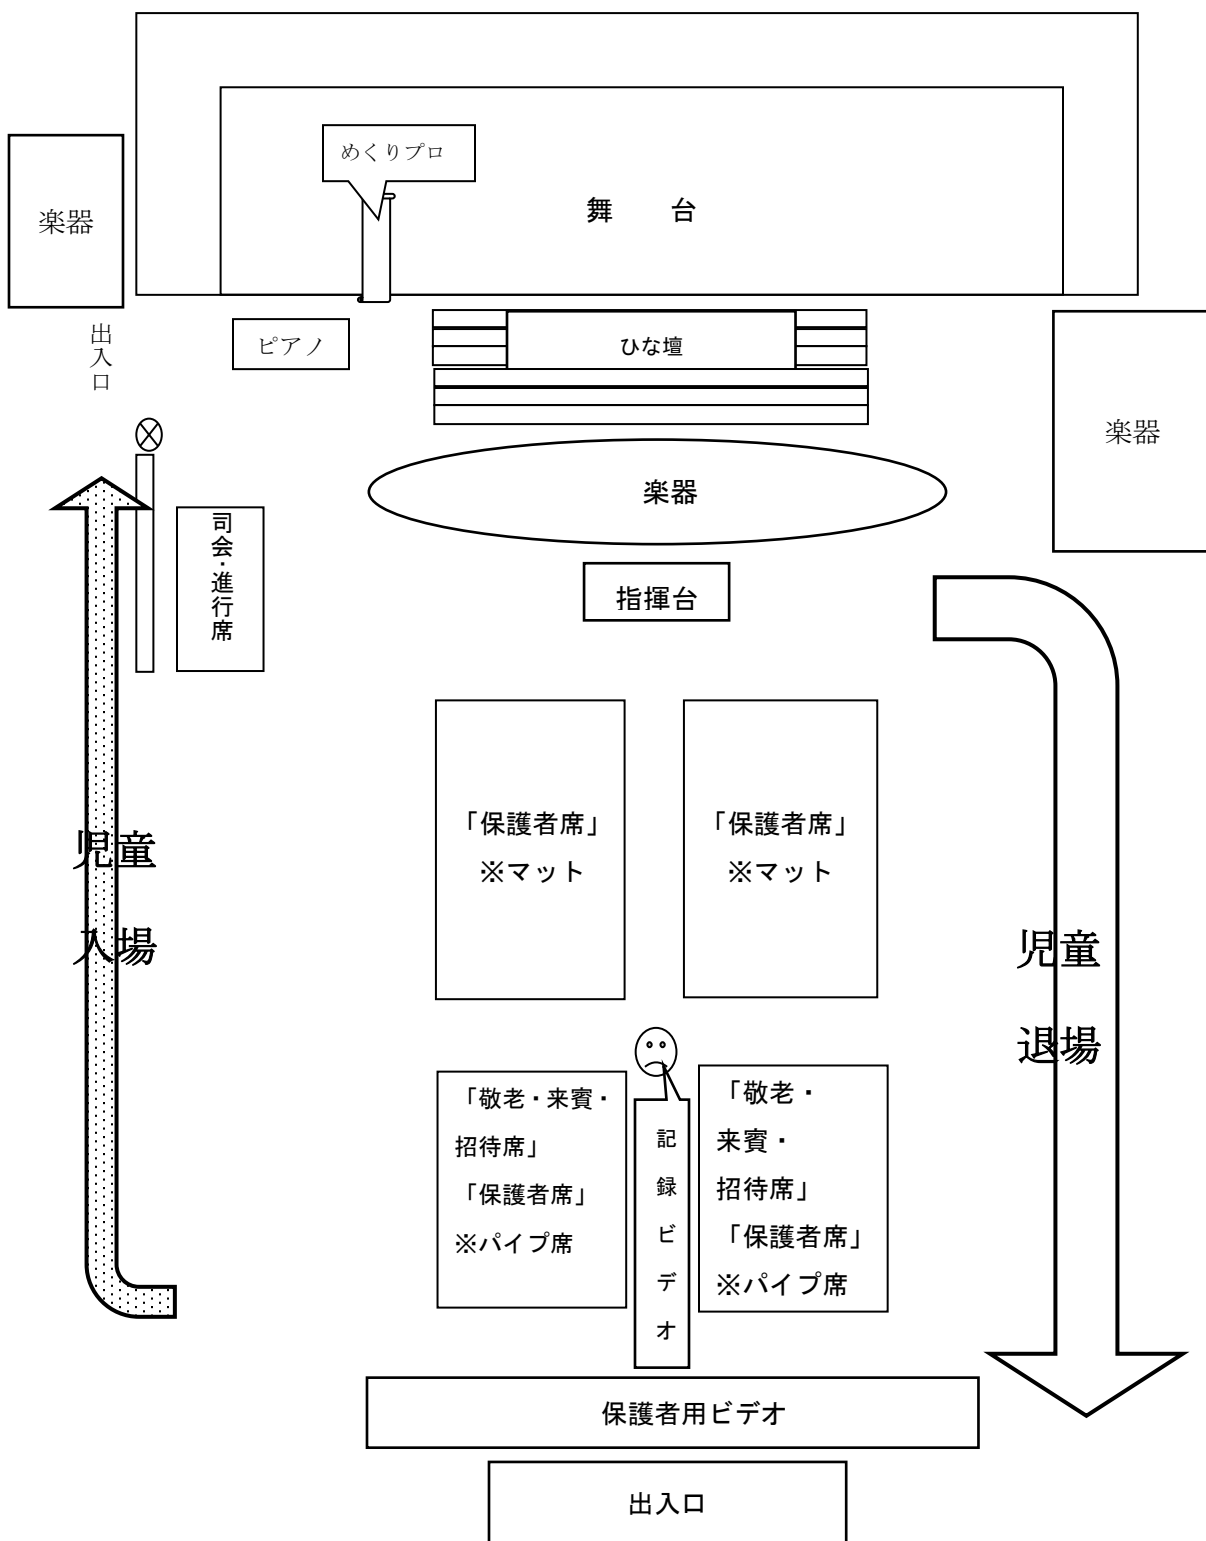 めくりプロ
楽器
舞　台
出入口
ピアノ
ひな壇
楽器
楽器
司会・進行席
指揮台
「保護者席」
※マット
「保護者席」
※マット
児童
入場
児童
退場
「敬老・来賓・
招待席」
「保護者席」
※パイプ席
記録ビデオ
「敬老・
来賓・
招待席」
「保護者席」
※パイプ席
保護者用ビデオ
出入口